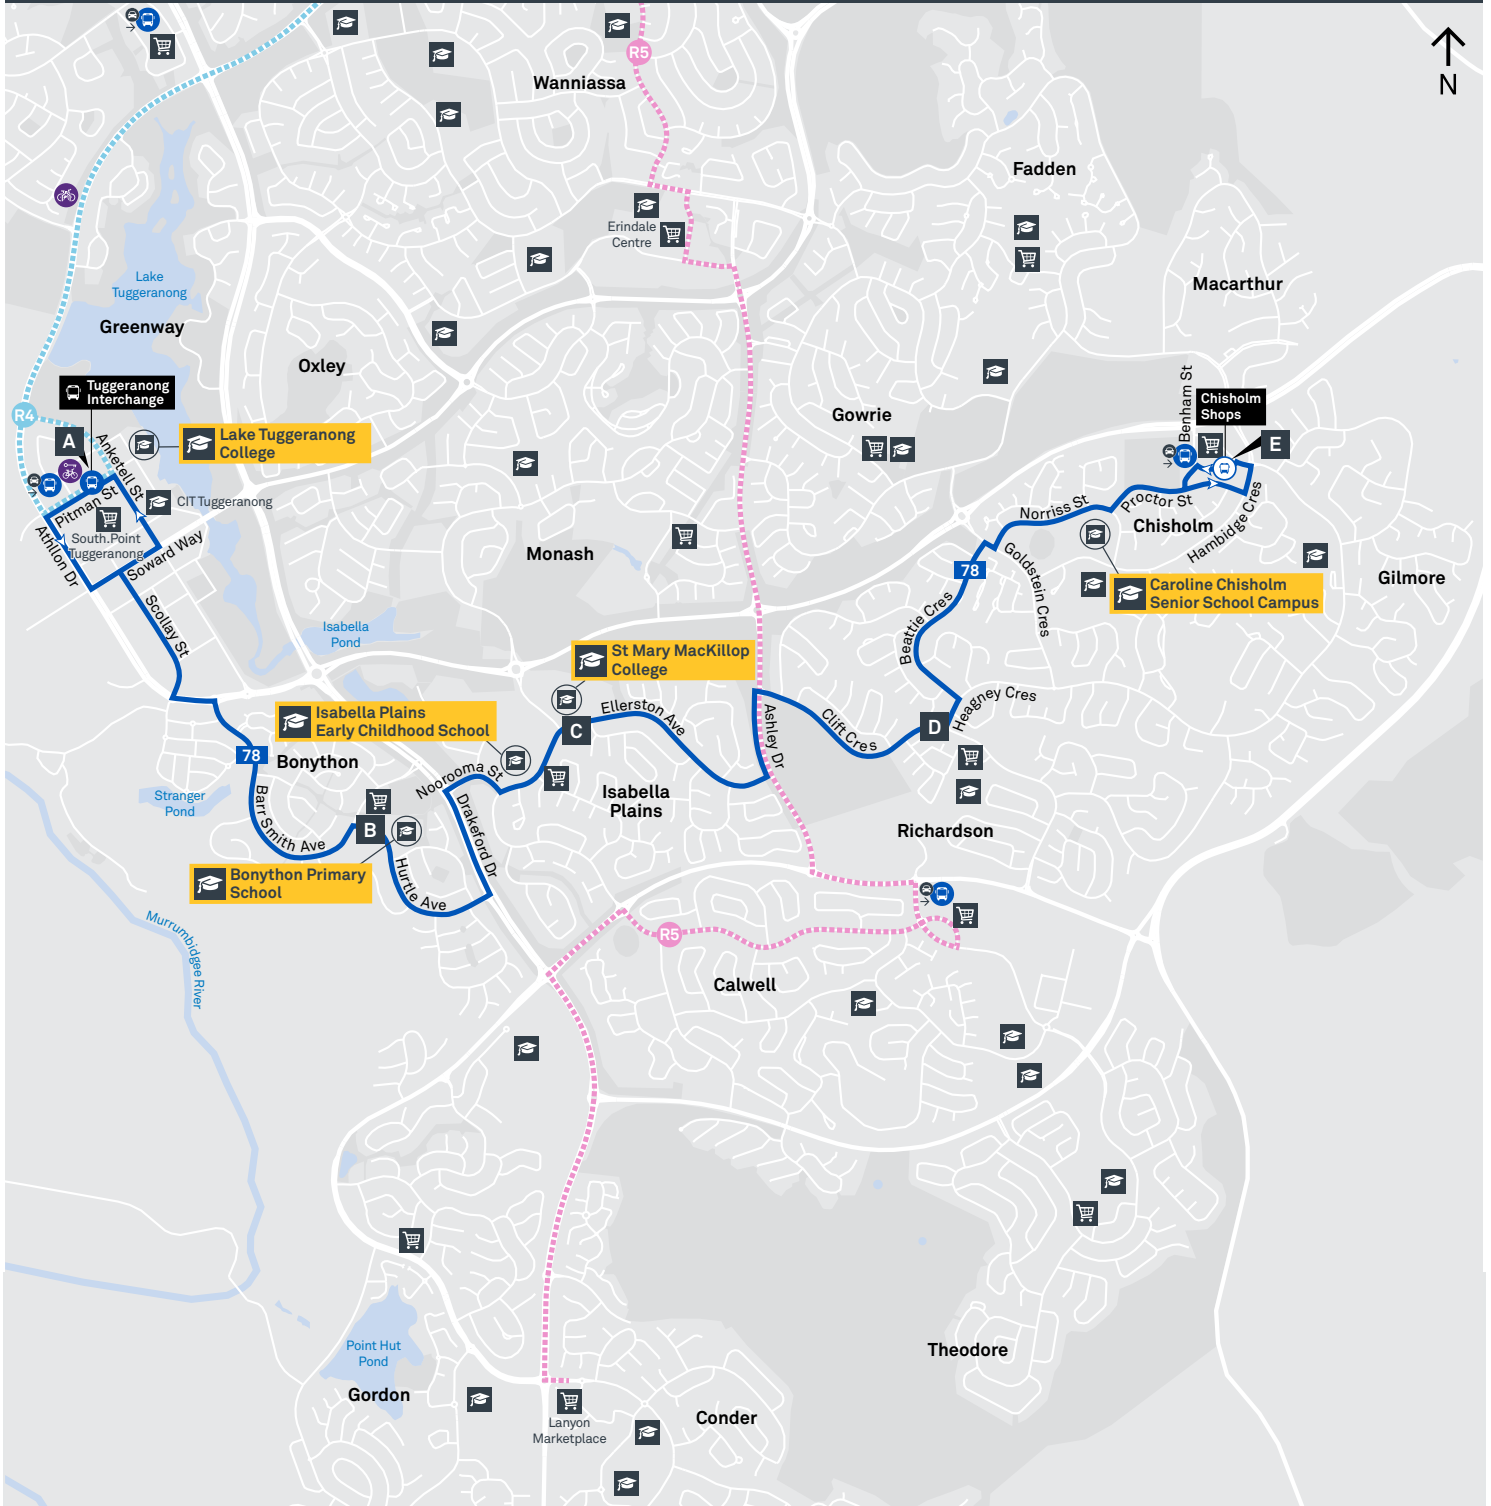 N
R5
Wanniassa
Fadden
Erindale
Centre
Macarthur
Lake
Tuggeranong
Greenway
Oxley
Tuggeranong
Interchange
R4
A
Anketell St
Lake Tuggeranong
College
Pitman St
CIT Tuggeranong
South.Point
Tuggeranong
Athllon Dr
Soward Way
Scollay St
Gowrie
Benham St
Chisholm
Shops
E
Norriss St
Proctor St
Chisholm
Hambidge Cres
Goldstein Cres
Monash
78
Caroline Chisholm
Senior School Campus
Gilmore
Beattie Cres
Isabella
Pond
St Mary MacKillop
College
Heagney Cres
Isabella Plains
Early Childhood School
C
Ellerston Ave
Ashley Dr
Clift Cres
D
78
Bonython
Noorooma St
Stranger
Pond
Barr Smith Ave
B
Drakeford Dr
Isabella
Plains
Richardson
Bonython Primary
School
Hurtle Ave
Murrumbidgee River
R5
Calwell
Theodore
Point Hut
Pond
Gordon
Lanyon
Marketplace
Conder